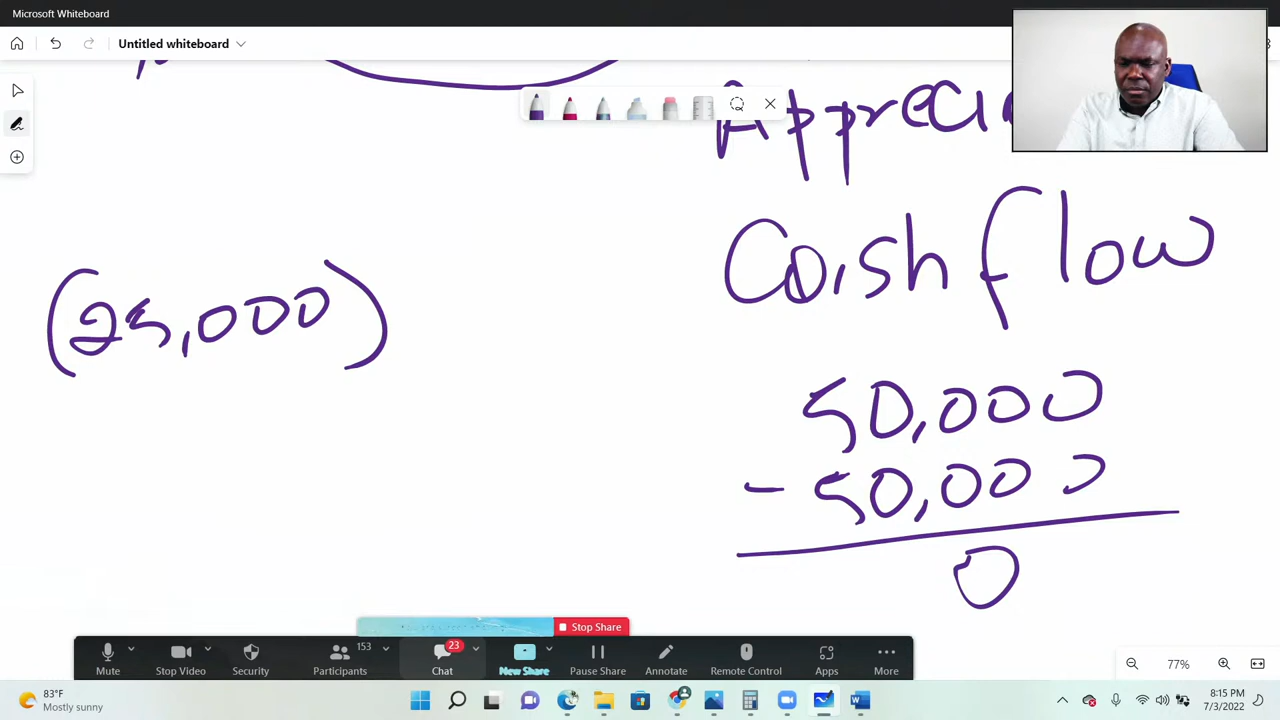 Microsoft Whiteboard
Untitled whiteboard
Apprecia
Cash flow
(25,000)
50,000
- 50,000
0
Stop Share
153
23
Mute
Stop Video
Security
Participants
Chat
New Share
Pause Share
Annotate
Remote Control
Apps
More
77%
83°F
Mostly sunny
8:15 PM
7/3/2022